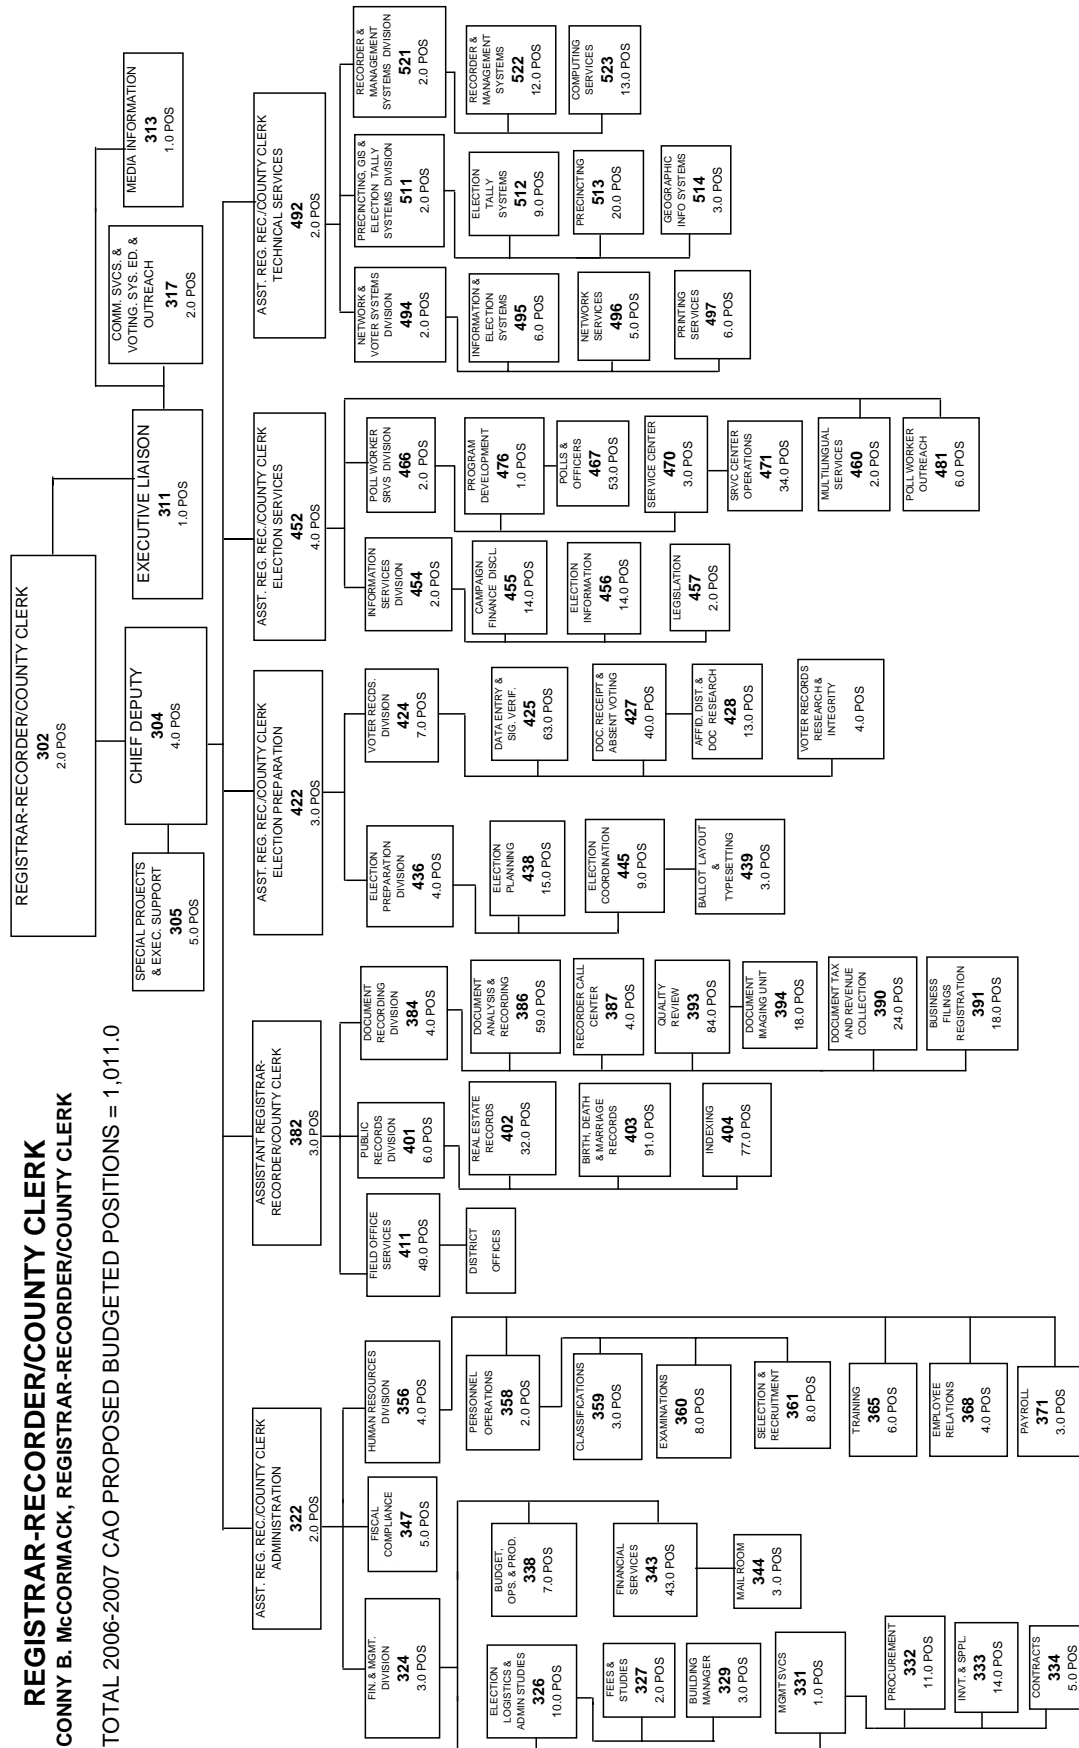 REGISTRAR-RECORDER/COUNTY CLERK
CONNY B. McCORMACK, REGISTRAR-RECORDER/COUNTY CLERK
TOTAL 2006-2007 CAO PROPOSED BUDGETED POSITIONS = 1,011.0
REGISTRAR-RECORDER/COUNTY CLERK
302
2.0 POS
SPECIAL PROJECTS
& EXEC. SUPPORT
305
5.0 POS
CHIEF DEPUTY
304
4.0 POS
EXECUTIVE LIAISON
311
1.0 POS
COMM. SVCS. &
VOTING. SYS. ED. &
OUTREACH
317
2.0 POS
MEDIA INFORMATION
313
1.0 POS
ASST. REG. REC./COUNTY CLERK
ADMINISTRATION
322
2.0 POS
FIN. & MGMT.
DIVISION
324
3.0 POS
ELECTION
LOGISTICS &
ADMIN STUDIES
326
10.0 POS
FEES &
STUDIES
327
2.0 POS
BUILDING
MANAGER
329
3.0 POS
MGMT SVCS
331
1.0 POS
PROCUREMENT
332
11.0 POS
INVT. & SPPL.
333
14.0 POS
CONTRACTS
334
5.0 POS
BUDGET,
OPS. & PROD.
338
7.0 POS
FINANCIAL
SERVICES
343
43.0 POS
MAIL ROOM
344
3 .0 POS
FISCAL
COMPLIANCE
347
5.0 POS
HUMAN RESOURCES
DIVISION
356
4.0 POS
PERSONNEL
OPERATIONS
358
2.0 POS
CLASSIFICATIONS
359
3.0 POS
EXAMINATIONS
360
8.0 POS
SELECTION &
RECRUITMENT
361
8.0 POS
TRAINING
365
6.0 POS
EMPLOYEE
RELATIONS
368
4.0 POS
PAYROLL
371
3.0 POS
ASSISTANT REGISTRAR-
RECORDER/COUNTY CLERK
382
3.0 POS
FIELD OFFICE
SERVICES
411
49.0 POS
DISTRICT
OFFICES
PUBLIC
RECORDS
DIVISION
401
6.0 POS
REAL ESTATE
RECORDS
402
32.0 POS
BIRTH, DEATH
& MARRIAGE
RECORDS
403
91.0 POS
INDEXING
404
77.0 POS
DOCUMENT
RECORDING
DIVISION
384
4.0 POS
DOCUMENT
ANALYSIS &
RECORDING
386
59.0 POS
RECORDER CALL
CENTER
387
4.0 POS
QUALITY
REVIEW
393
84.0 POS
DOCUMENT
IMAGING UNIT
394
18.0 POS
DOCUMENT TAX
AND REVENUE
COLLECTION
390
24.0 POS
BUSINESS
FILINGS
REGISTRATION
391
18.0 POS
ASST. REG. REC./COUNTY CLERK
ELECTION PREPARATION
422
3.0 POS
ELECTION
PREPARATION
DIVISION
436
4.0 POS
ELECTION
PLANNING
438
15.0 POS
ELECTION
COORDINATION
445
9.0 POS
BALLOT LAYOUT
&
TYPESETTING
439
3.0 POS
VOTER RECDS.
DIVISION
424
7.0 POS
DATA ENTRY &
SIG. VERIF.
425
63.0 POS
DOC. RECEIPT &
ABSENT VOTING
427
40.0 POS
AFFID. DIST. &
DOC RESEARCH
428
13.0 POS
VOTER RECORDS
RESEARCH &
INTEGRITY
4.0 POS
ASST. REG. REC./COUNTY CLERK
ELECTION SERVICES
452
4.0 POS
INFORMATION
SERVICES
DIVISION
454
2.0 POS
CAMPAIGN
FINANCE DISCL.
455
14.0 POS
ELECTION
INFORMATION
456
14.0 POS
LEGISLATION
457
2.0 POS
POLL WORKER
SRVS DIVISION
466
2.0 POS
PROGRAM
DEVELOPMENT
476
1.0 POS
POLLS &
OFFICERS
467
53.0 POS
SERVICE CENTER
470
3.0 POS
SRVC CENTER
OPERATIONS
471
34.0 POS
MULTILINGUAL
SERVICES
460
2.0 POS
POLL WORKER
OUTREACH
481
6.0 POS
ASST. REG. REC./COUNTY CLERK
TECHNICAL SERVICES
492
2.0 POS
NETWORK &
VOTER SYSTEMS
DIVISION
494
2.0 POS
INFORMATION &
ELECTION
SYSTEMS
495
6.0 POS
NETWORK
SERVICES
496
5.0 POS
PRINTING
SERVICES
497
6.0 POS
PRECINCTING, GIS &
ELECTION TALLY
SYSTEMS DIVISION
511
2.0 POS
ELECTION
TALLY
SYSTEMS
512
9.0 POS
PRECINCTING
513
20.0 POS
GEOGRAPHIC
INFO SYSTEMS
514
3.0 POS
RECORDER &
MANAGEMENT
SYSTEMS DIVISION
521
2.0 POS
RECORDER &
MANAGEMENT
SYSTEMS
522
12.0 POS
COMPUTING
SERVICES
523
13.0 POS